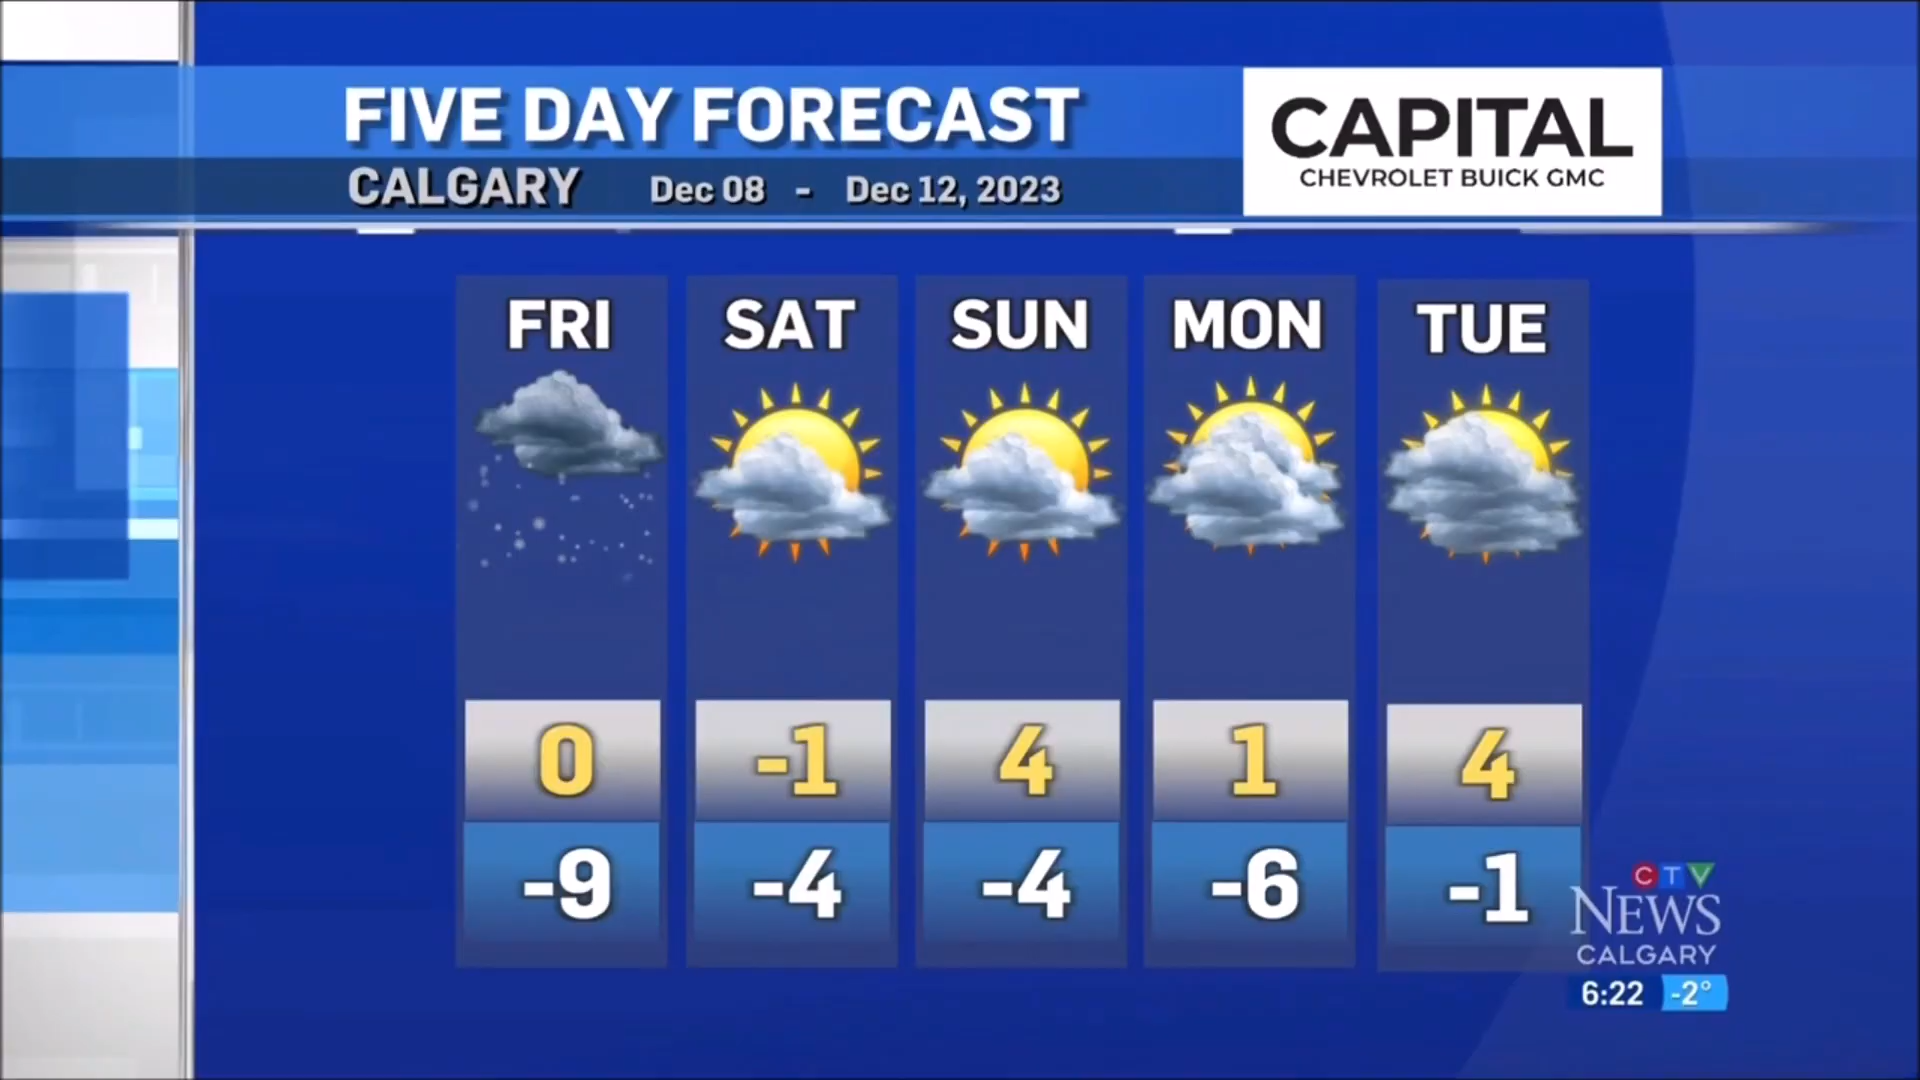 FIVE DAY FORECAST
CALGARY Dec 08 - Dec 12, 2023
CAPITAL
CHEVROLET BUICK GMC
FRI SAT SUN MON TUE
0 -1 4 1 4
-9 -4 -4 -6 -1
CTV
NEWS
CALGARY
6:22 -2°